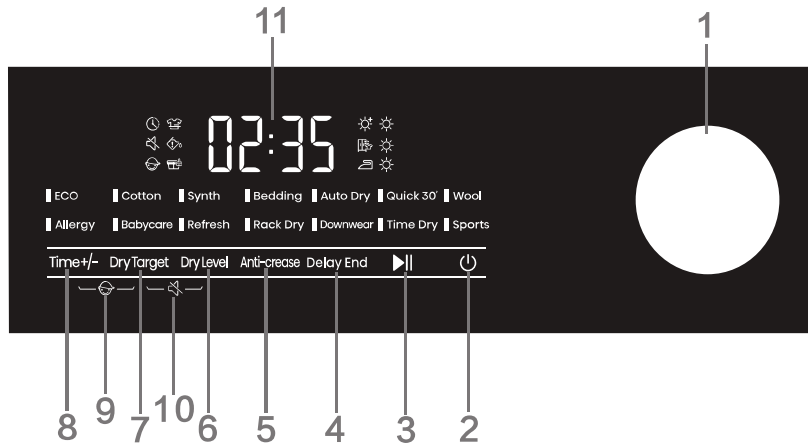 11
1
02:35
ECO Cotton Synth Bedding Auto Dry Quick 30' Wool
Allergy Babycare Refresh Rack Dry Downwear Time Dry Sports
Time+/- Dry Target Dry Level Anti-crease Delay End
8 9 7 10 6 5 4 3 2